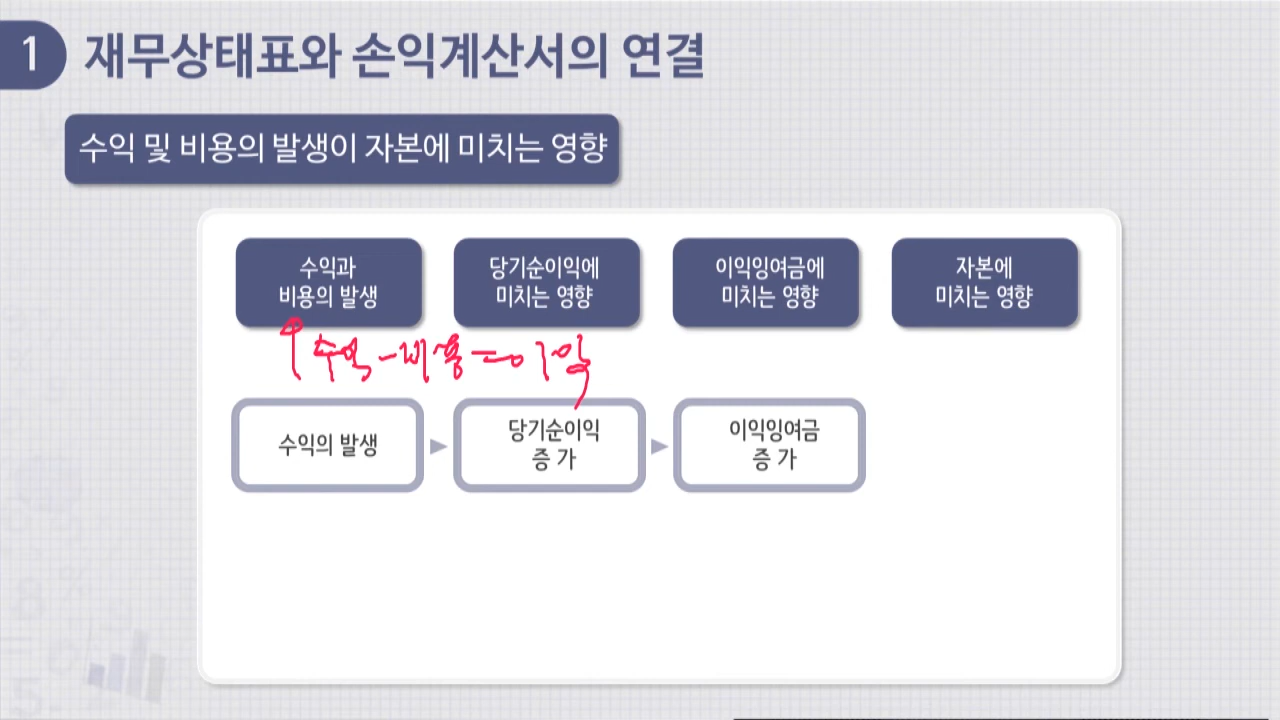 1
재무상태표와 손익계산서의 연결
수익 및 비용의 발생이 자본에 미치는 영향
수익과
비용의 발생
당기순이익에
미치는 영향
이익잉여금에
미치는 영향
자본에
미치는 영향
수익-비용=이익
수익의 발생
당기순이익
증 가
이익잉여금
증 가